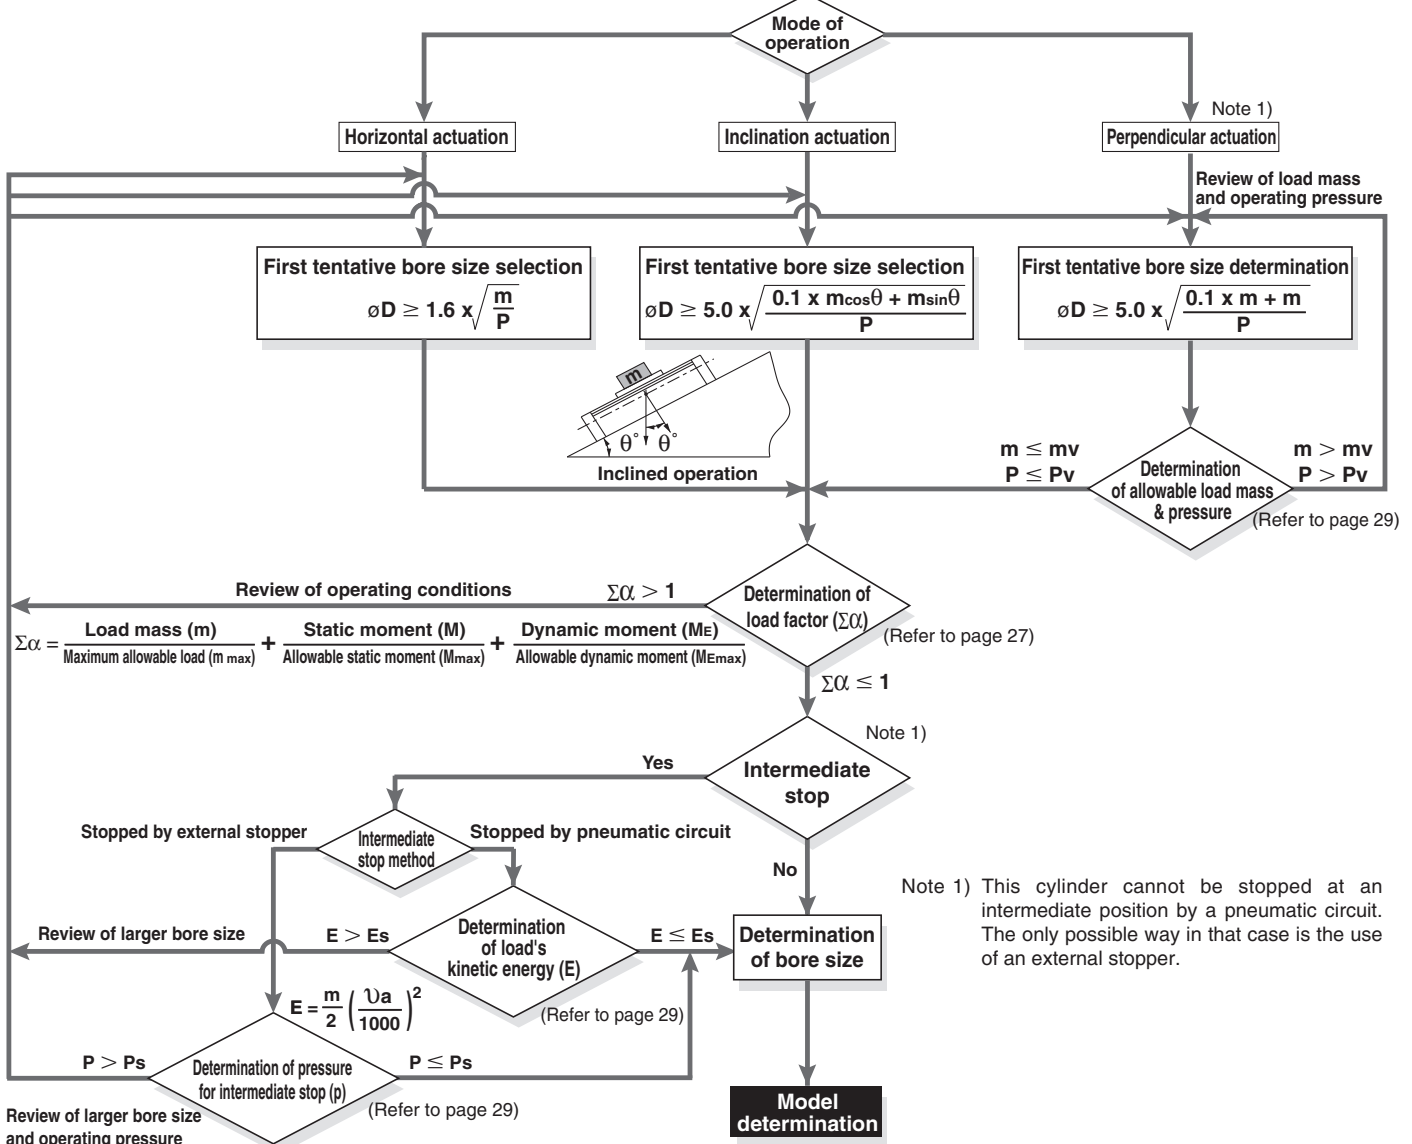 Mode of
operation
Note 1)
Horizontal actuation
Inclination actuation
Perpendicular actuation
Review of load mass
and operating pressure
First tentative bore size selection
øD ≥ 1.6 x √(m/P)
First tentative bore size selection
øD ≥ 5.0 x √((0.1 x mcosθ + msinθ)/P)
First tentative bore size determination
øD ≥ 5.0 x √((0.1 x m + m)/P)
m
θ° θ°
Inclined operation
m ≤ mv
P ≤ Pv
Determination
of allowable load mass
& pressure
m > mv
P > Pv
(Refer to page 29)
Review of operating conditions
Σα > 1
Determination of
load factor (Σα)
(Refer to page 27)
Σα = Load mass (m)/Maximum allowable load (m max) + Static moment (M)/Allowable static moment (Mmax) + Dynamic moment (ME)/Allowable dynamic moment (MEmax)
Σα ≤ 1
Note 1)
Yes
Intermediate
stop
Stopped by external stopper
Intermediate
stop method
Stopped by pneumatic circuit
No
Note 1) This cylinder cannot be stopped at an
intermediate position by a pneumatic circuit.
The only possible way in that case is the use
of an external stopper.
Review of larger bore size
E > Es
Determination
of load's
kinetic energy (E)
E ≤ Es
Determination
of bore size
E = m/2 (υa/1000)²
(Refer to page 29)
P > Ps
Determination of pressure
for intermediate stop (p)
P ≤ Ps
(Refer to page 29)
Review of larger bore size
and operating pressure
Model
determination